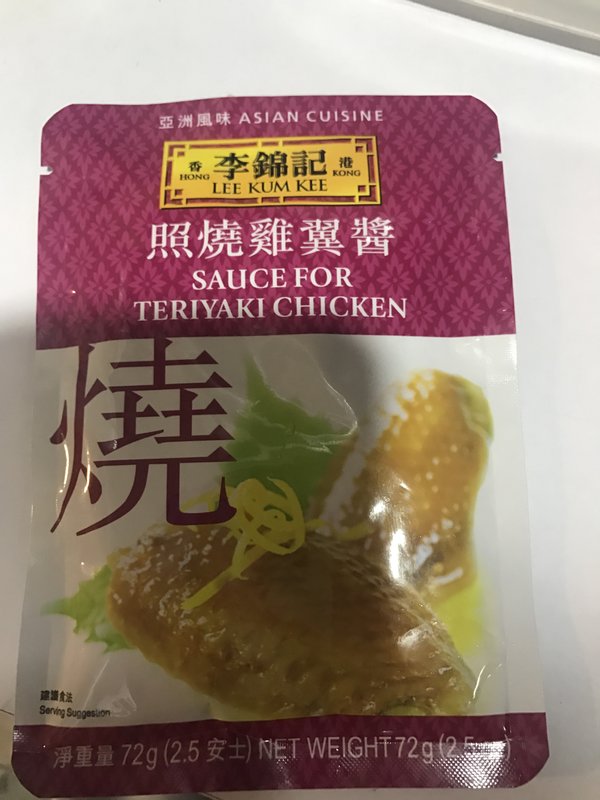 亞洲風味 ASIAN CUISINE
香 李錦記 港
HONG LEE KUM KEE KONG
照燒雞翼醬
SAUCE FOR
TERIYAKI CHICKEN
燒
建議食法
Serving Suggestion
淨重量 72g (2.5 安士) NET WEIGHT 72g (2.5